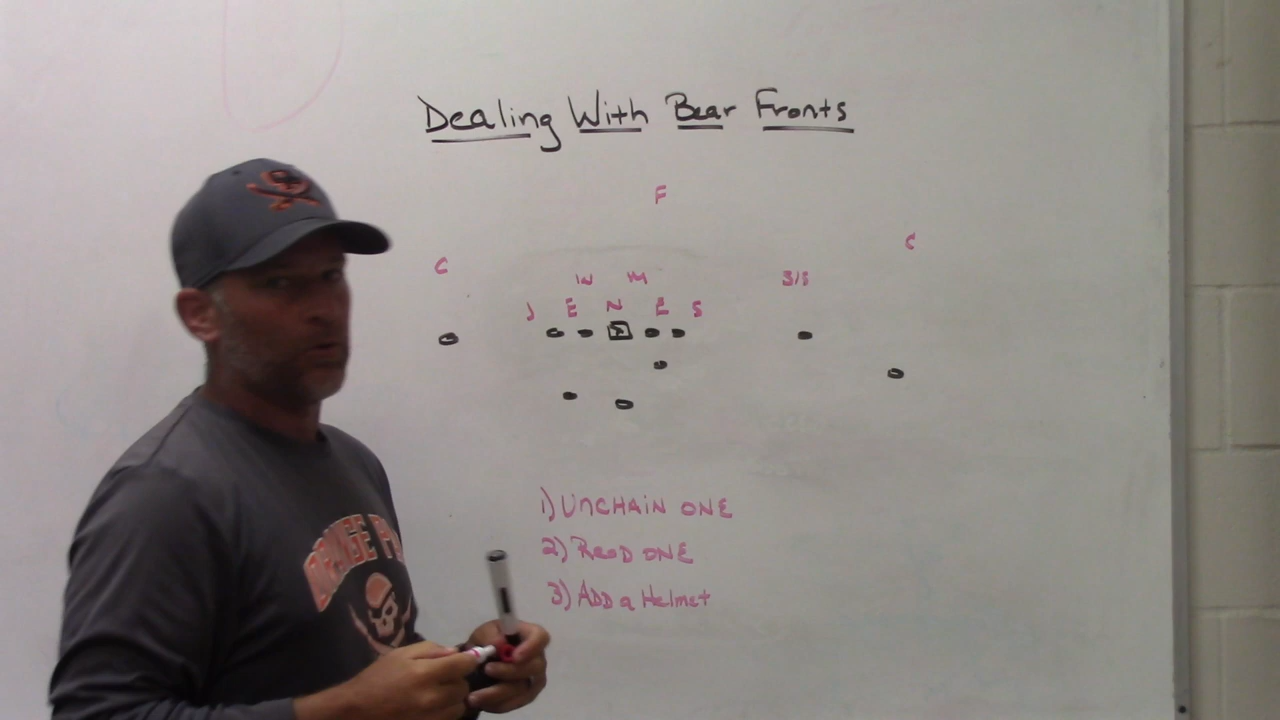 Dealing With Bear Fronts
F
C
C
W M
J E N E S
1) UNCHAIN ONE
2) READ ONE
3) ADD a Helmet